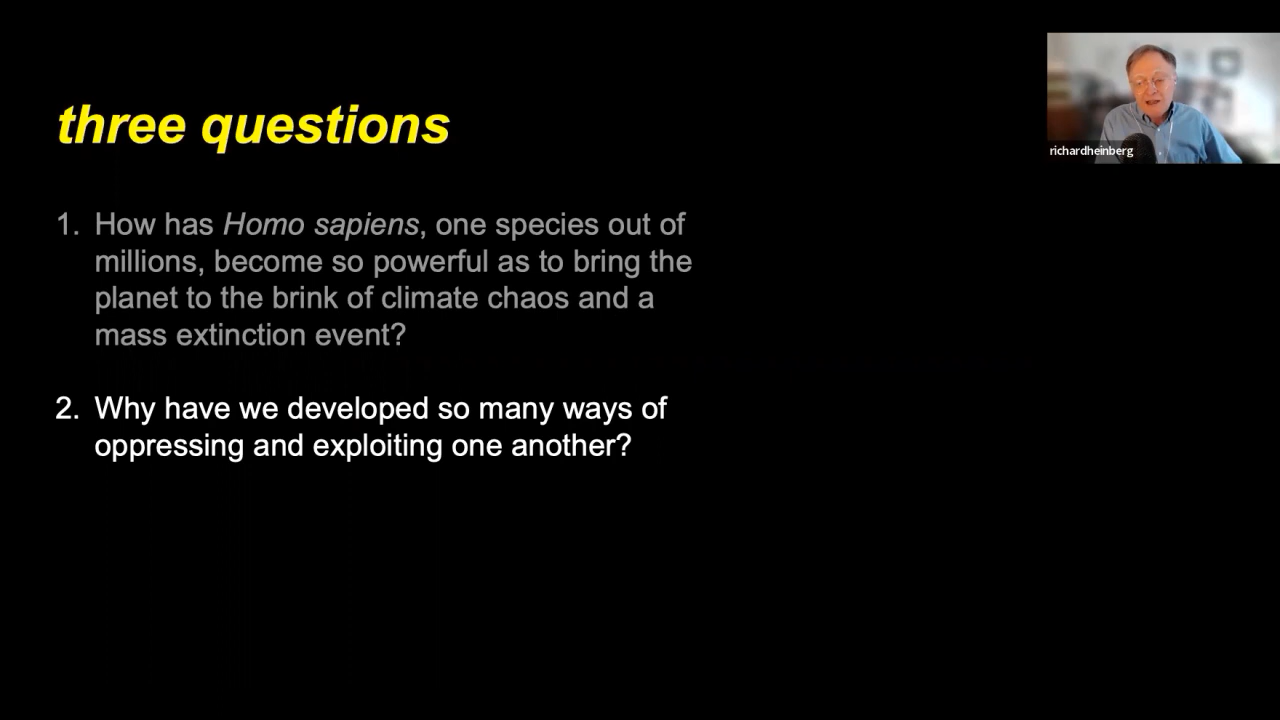 three questions
richardheinberg
1. How has Homo sapiens, one species out of
millions, become so powerful as to bring the
planet to the brink of climate chaos and a
mass extinction event?
2. Why have we developed so many ways of
oppressing and exploiting one another?